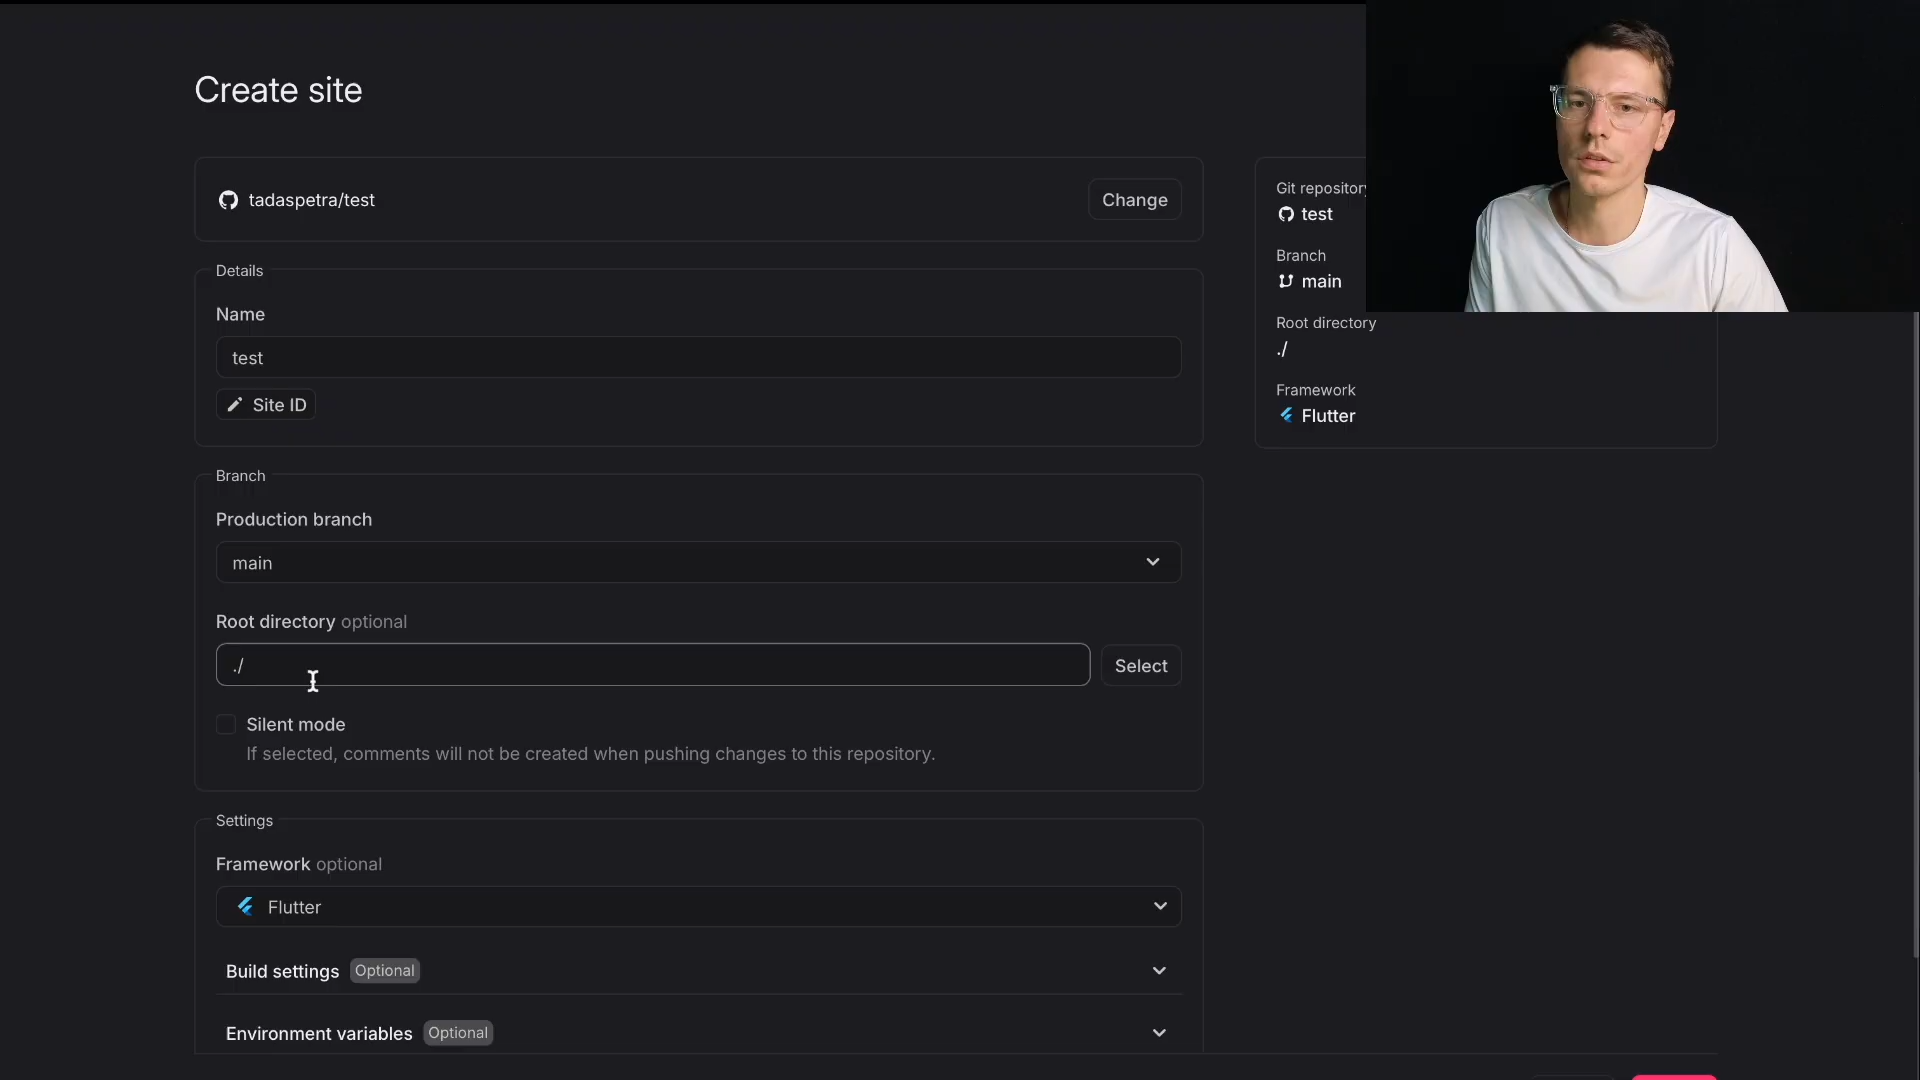 Create site
tadaspetra/test
Change
Details
Name
test
Site ID
Branch
Production branch
main
Root directory optional
./
Select
Silent mode
If selected, comments will not be created when pushing changes to this repository.
Settings
Framework optional
Flutter
Build settings Optional
Environment variables Optional
Git repository
test
Branch
main
Root directory
./
Framework
Flutter